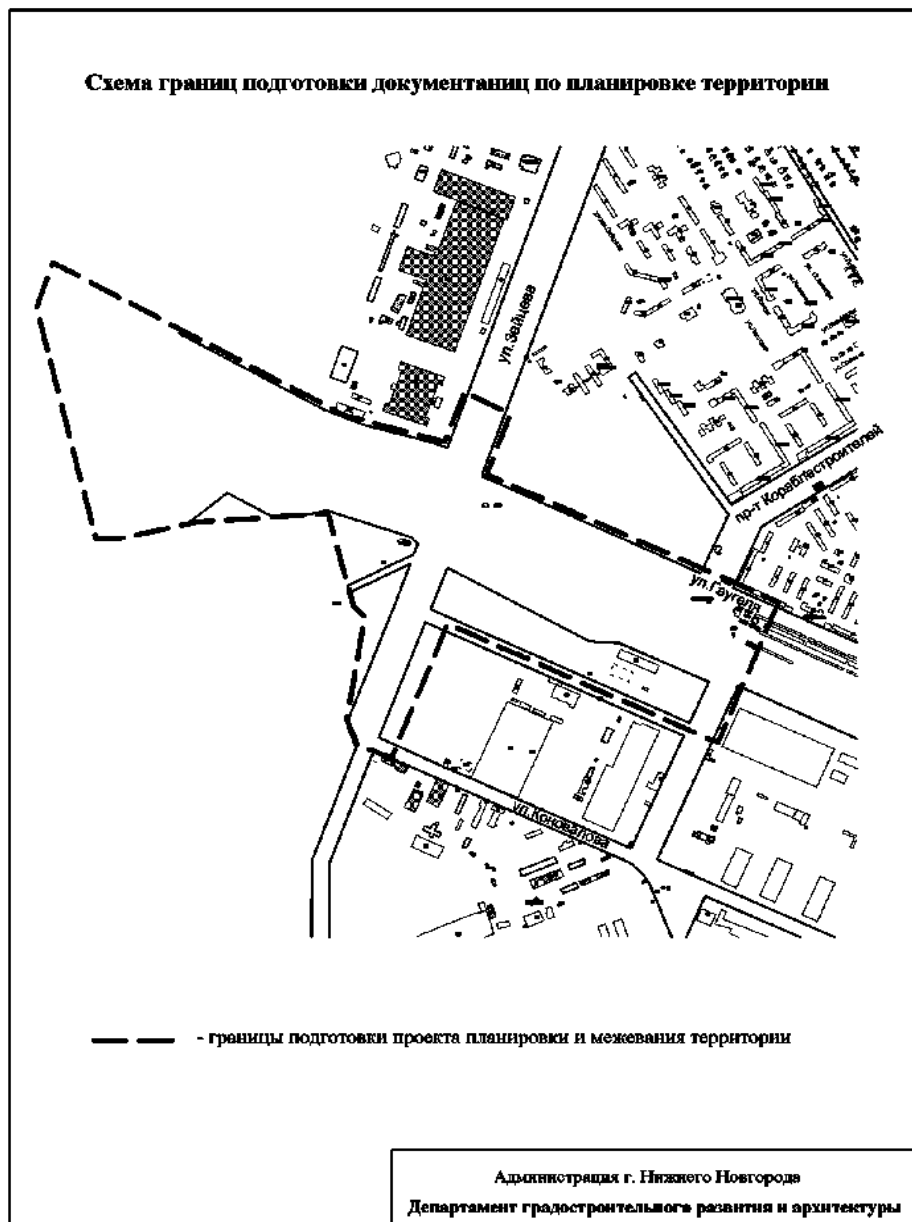 Схема границ подготовки документаниц по планировке территории
ул.Зайцева
пр-т Кораблестроителей
ул.Гаугеля
ул.Коновалова
- границы подготовки проекта планировки и межевания территории
Администрация г. Нижнего Новгорода
Департамент градостроительного развития и архитектуры